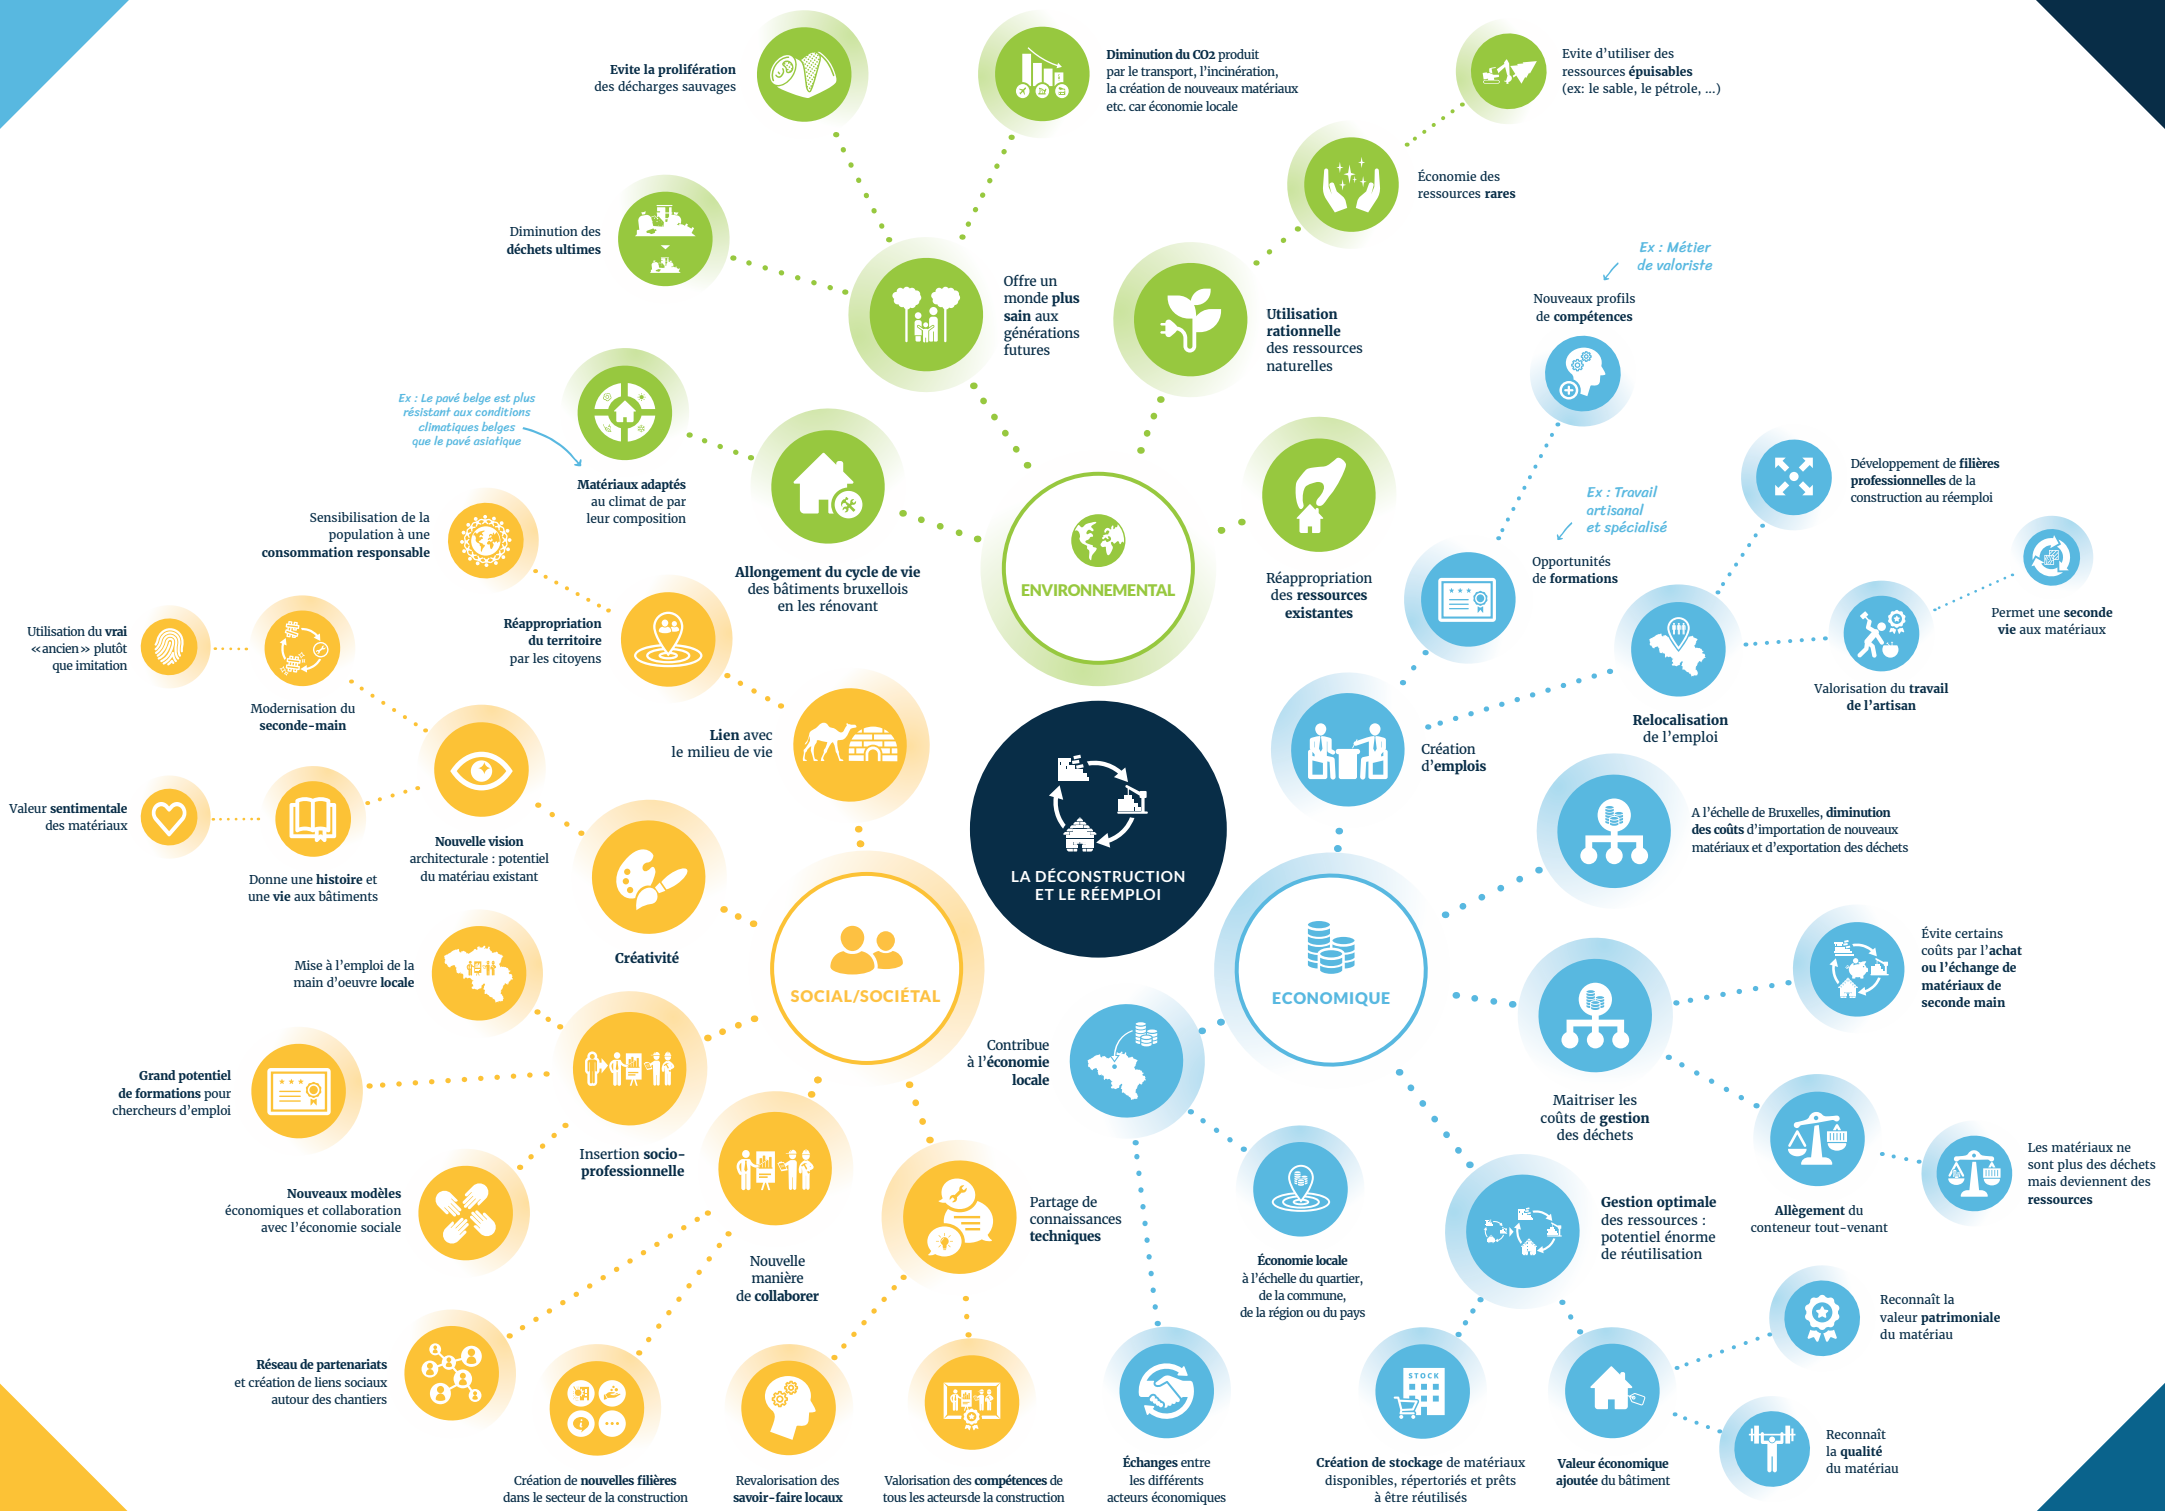 Evite la prolifération
des décharges sauvages
Diminution du CO2 produit
par le transport, l'incinération,
la création de nouveaux matériaux
etc. car économie locale
Evite d'utiliser des
ressources épuisables
(ex: le sable, le pétrole, ...)
Économie des
ressources rares
Diminution des
déchets ultimes
Offre un
monde plus
sain aux
générations
futures
Utilisation
rationnelle
des ressources
naturelles
Ex : Métier
de valoriste
Nouveaux profils
de compétences
Ex : Le pavé belge est plus
résistant aux conditions
climatiques belges
que le pavé asiatique
Matériaux adaptés
au climat de par
leur composition
Allongement du cycle de vie
des bâtiments bruxellois
en les rénovant
ENVIRONNEMENTAL
Réappropriation
des ressources
existantes
Ex : Travail
artisanal
et spécialisé
Opportunités
de formations
Développement de filières
professionnelles de la
construction au réemploi
Permet une seconde
vie aux matériaux
Valorisation du travail
de l'artisan
Relocalisation
de l'emploi
Création
d'emplois
Sensibilisation de la
population à une
consommation responsable
Réappropriation
du territoire
par les citoyens
Utilisation du vrai
«ancien» plutôt
que imitation
Modernisation du
seconde-main
Lien avec
le milieu de vie
Valeur sentimentale
des matériaux
Donne une histoire et
une vie aux bâtiments
Nouvelle vision
architecturale : potentiel
du matériau existant
Créativité
LA DÉCONSTRUCTION
ET LE RÉEMPLOI
SOCIAL/SOCIÉTAL
ECONOMIQUE
A l'échelle de Bruxelles, diminution
des coûts d'importation de nouveaux
matériaux et d'exportation des déchets
Évite certains
coûts par l'achat
ou l'échange de
matériaux de
seconde main
Maitriser les
coûts de gestion
des déchets
Mise à l'emploi de la
main d'oeuvre locale
Grand potentiel
de formations pour
chercheurs d'emploi
Insertion socio-
professionnelle
Nouveaux modèles
économiques et collaboration
avec l'économie sociale
Contribue
à l'économie
locale
Partage de
connaissances
techniques
Nouvelle
manière
de collaborer
Économie locale
à l'échelle du quartier,
de la commune,
de la région ou du pays
Gestion optimale
des ressources :
potentiel énorme
de réutilisation
Allègement du
conteneur tout-venant
Les matériaux ne
sont plus des déchets
mais deviennent des
ressources
Reconnaît la
valeur patrimoniale
du matériau
Reconnaît
la qualité
du matériau
Réseau de partenariats
et création de liens sociaux
autour des chantiers
Création de nouvelles filières
dans le secteur de la construction
Revalorisation des
savoir-faire locaux
Valorisation des compétences de
tous les acteursde la construction
Échanges entre
les différents
acteurs économiques
STOCK
Création de stockage de matériaux
disponibles, répertoriés et prêts
à être réutilisés
Valeur économique
ajoutée du bâtiment